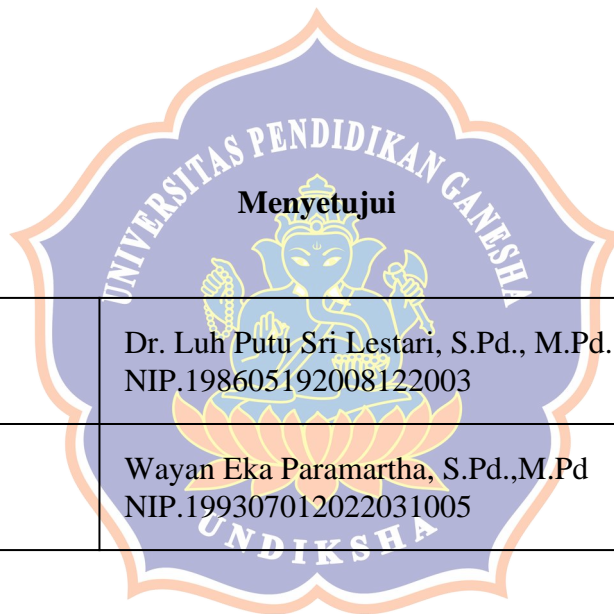 UNIVERSITAS PENDIDIKAN GANESHA
Menyetujui
Dr. Luh Putu Sri Lestari, S.Pd., M.Pd.
NIP.198605192008122003
Wayan Eka Paramartha, S.Pd.,M.Pd
NIP.199307012022031005
UNDIKSHA